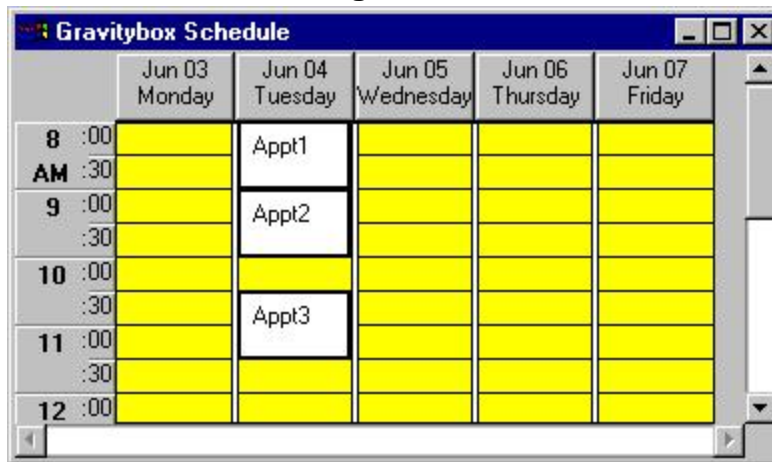 Gravitybox Schedule
Jun 03 Jun 04 Jun 05 Jun 06 Jun 07
Monday Tuesday Wednesday Thursday Friday
8 :00 Appt1
AM :30
9 :00 Appt2
:30
10 :00
:30 Appt3
11 :00
:30
12 :00